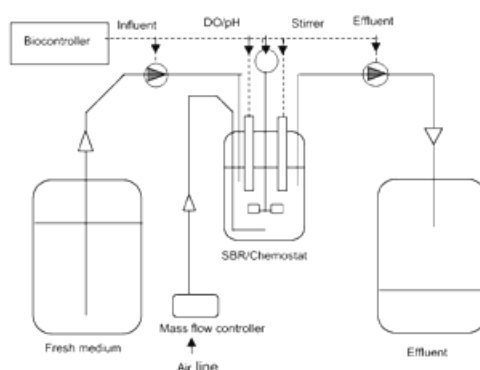 Influent
DO/pH
Stirrer
Effluent
Biocontroller
SBR/Chemostat
Mass flow controller
Fresh medium
Effluent
Air line